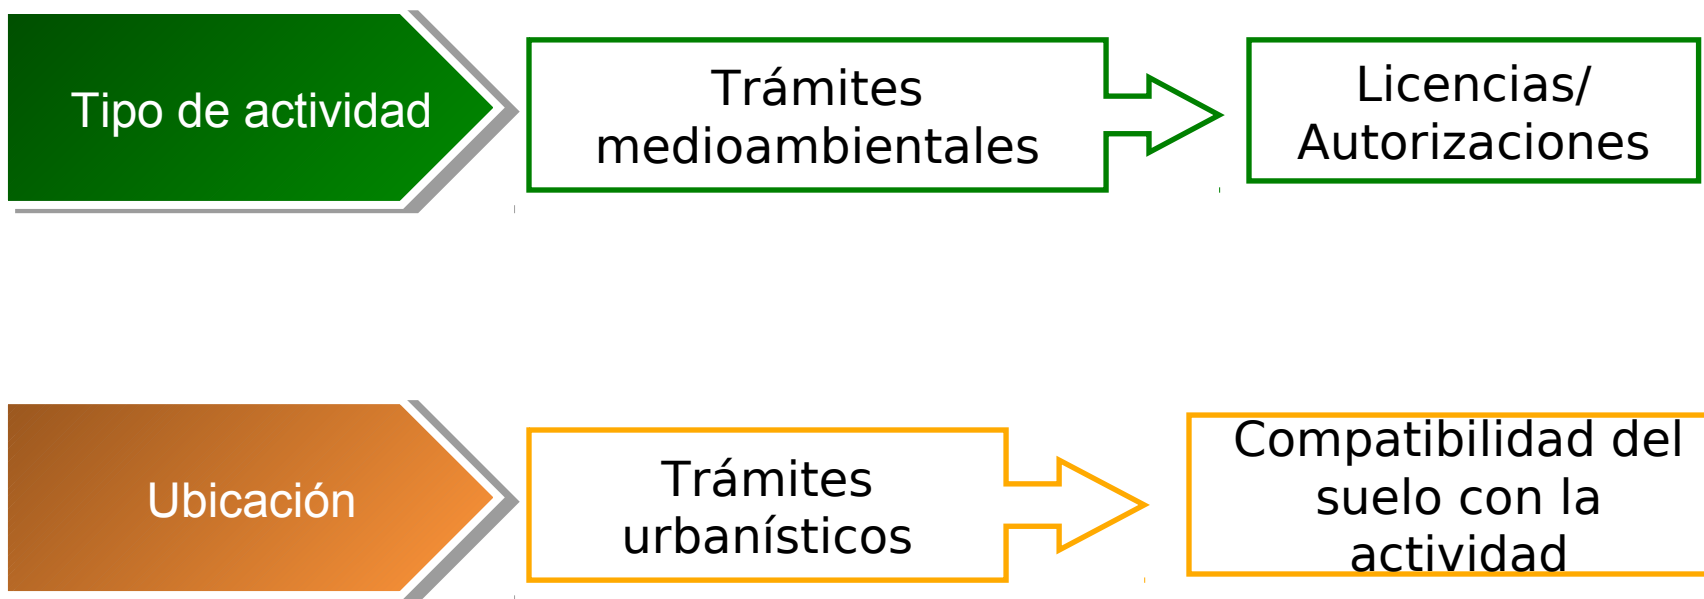 Tipo de actividad
Trámites
medioambientales
Licencias/
Autorizaciones
Ubicación
Trámites
urbanísticos
Compatibilidad del
suelo con la
actividad